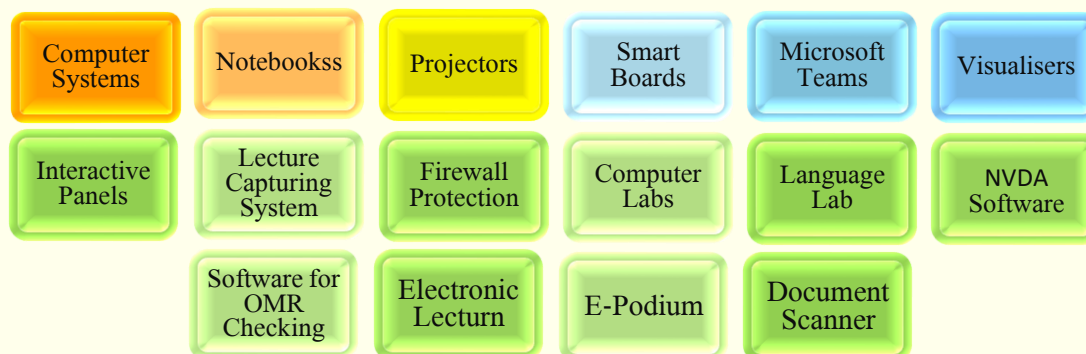 Computer
Systems
Notebookss
Projectors
Smart
Boards
Microsoft
Teams
Visualisers
Interactive
Panels
Lecture
Capturing
System
Firewall
Protection
Computer
Labs
Language
Lab
NVDA
Software
Software for
OMR
Checking
Electronic
Lecturn
E-Podium
Document
Scanner